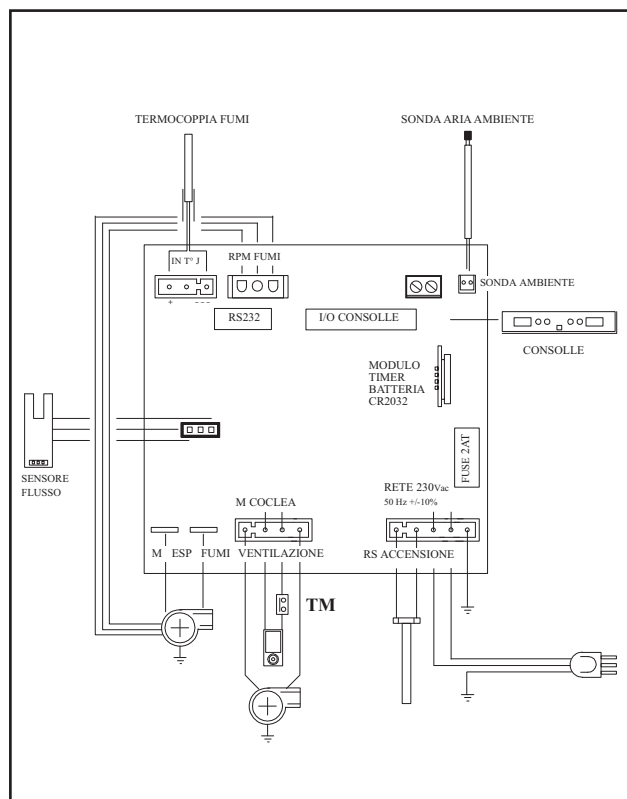 TERMOCOPPIA FUMI
SONDA ARIA AMBIENTE
IN T° J
RPM FUMI
+
---
SONDA AMBIENTE
RS232
I/O CONSOLLE
CONSOLLE
MODULO
TIMER
BATTERIA
CR2032
SENSORE
FLUSSO
FUSE 2AT
M COCLEA
RETE 230Vac
50 Hz +/-10%
M ESP FUMI
VENTILAZIONE
RS ACCENSIONE
TM